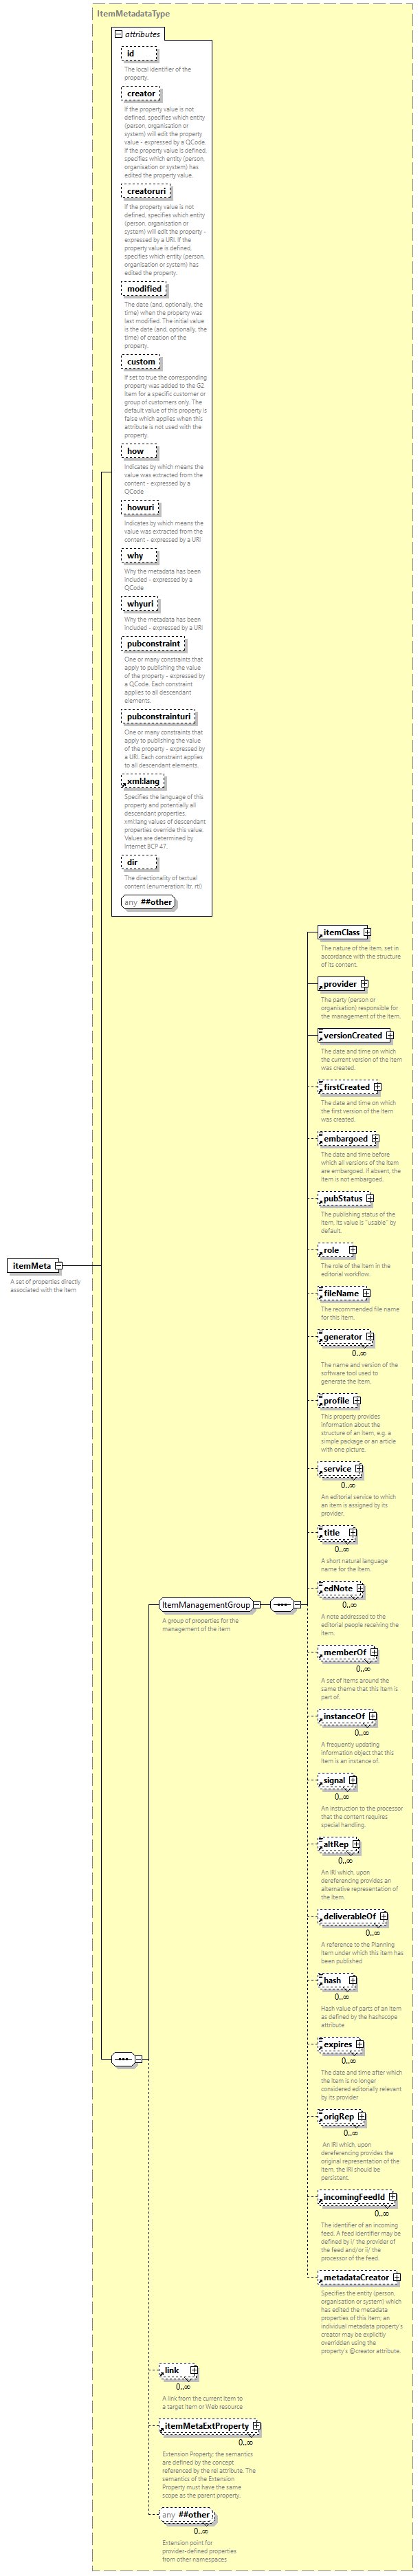 ItemMetadataType
attributes
id
The local identifier of the
property.
creator
If the property value is not
defined, specifies which entity
(person, organisation or
system) will edit the property
value - expressed by a QCode.
If the property value is defined,
specifies which entity (person,
organisation or system) has
edited the property value.
creatoruri
If the property value is not
defined, specifies which entity
(person, organisation or
system) will edit the property -
expressed by a URI. If the
property value is defined,
specifies which entity (person,
organisation or system) has
edited the property.
modified
The date (and, optionally, the
time) when the property was
last modified. The initial value
is the date (and, optionally, the
time) of creation of the
property.
custom
If set to true the corresponding
property was added to the G2
Item for a specific customer or
group of customers only. The
default value of this property is
false which applies when this
attribute is not used with the
property.
how
Indicates by which means the
value was extracted from the
content - expressed by a
QCode
howuri
Indicates by which means the
value was extracted from the
content - expressed by a URI
why
Why the metadata has been
included - expressed by a
QCode
whyuri
Why the metadata has been
included - expressed by a URI
pubconstraint
One or many constraints that
apply to publishing the value
of the property - expressed by
a QCode. Each constraint
applies to all descendant
elements.
pubconstrainturi
One or many constraints that
apply to publishing the value
of the property - expressed by
a URI. Each constraint applies
to all descendant elements.
xml:lang
Specifies the language of this
property and potentially all
descendant properties.
xml:lang values of descendant
properties override this value.
Values are determined by
Internet BCP 47.
dir
The directionality of textual
content (enumeration: ltr, rtl)
any ##other
itemClass
The nature of the item, set in
accordance with the structure
of its content.
provider
The party (person or
organisation) responsible for
the management of the Item.
versionCreated
The date and time on which
the current version of the Item
was created.
firstCreated
The date and time on which
the first version of the Item
was created.
embargoed
The date and time before
which all versions of the Item
are embargoed. If absent, the
Item is not embargoed.
pubStatus
The publishing status of the
Item, its value is "usable" by
default.
role
The role of the Item in the
editorial workflow.
fileName
The recommended file name
for this Item.
generator
0..∞
The name and version of the
software tool used to
generate the Item.
profile
This property provides
information about the
structure of an Item, e.g. a
simple package or an article
with one picture.
service
0..∞
An editorial service to which
an item is assigned by its
provider.
title
0..∞
A short natural language
name for the Item.
edNote
0..∞
A note addressed to the
editorial people receiving the
Item.
memberOf
0..∞
A set of Items around the
same theme that this Item is
part of.
instanceOf
0..∞
A frequently updating
information object that this
Item is an instance of.
signal
0..∞
An instruction to the processor
that the content requires
special handling.
altRep
0..∞
An IRI which, upon
dereferencing provides an
alternative representation of
the Item.
deliverableOf
0..∞
A reference to the Planning
Item under which this item has
been published
hash
0..∞
Hash value of parts of an item
as defined by the hashscope
attribute
expires
0..∞
The date and time after which
the Item is no longer
considered editorially relevant
by its provider
origRep
0..∞
An IRI which, upon
dereferencing provides the
original representation of the
Item, the IRI should be
persistent.
incomingFeedId
0..∞
The identifier of an incoming
feed. A feed identifier may be
defined by i/ the provider of
the feed and/or ii/ the
processor of the feed.
metadataCreator
Specifies the entity (person,
organisation or system) which
has edited the metadata
properties of this Item; an
individual metadata property's
creator may be explicitly
overridden using the
property's @creator attribute.
itemMeta
A set of properties directly
associated with the Item
ItemManagementGroup
A group of properties for the
management of the Item
link
0..∞
A link from the current Item to
a target Item or Web resource
itemMetaExtProperty
0..∞
Extension Property; the semantics
are defined by the concept
referenced by the rel attribute. The
semantics of the Extension
Property must have the same
scope as the parent property.
any ##other
0..∞
Extension point for
provider-defined properties
from other namespaces